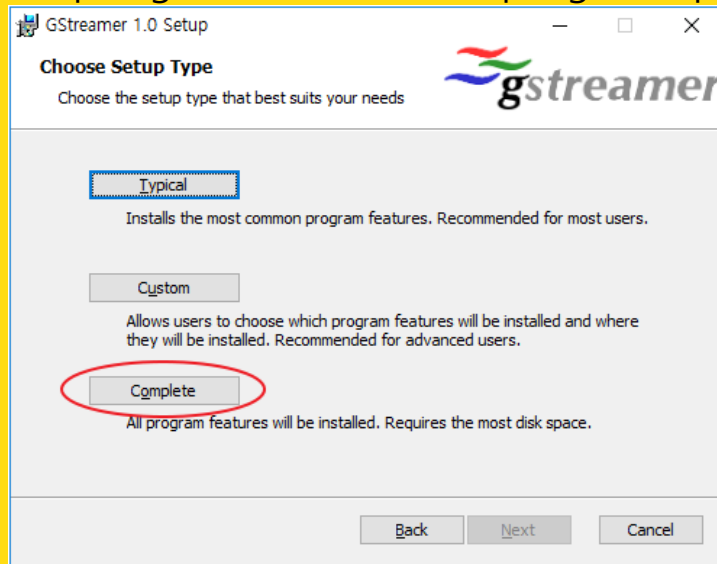 GStreamer 1.0 Setup
Choose Setup Type
Choose the setup type that best suits your needs
gstreamer
Typical
Installs the most common program features. Recommended for most users.
Custom
Allows users to choose which program features will be installed and where
they will be installed. Recommended for advanced users.
Complete
All program features will be installed. Requires the most disk space.
Back
Next
Cancel